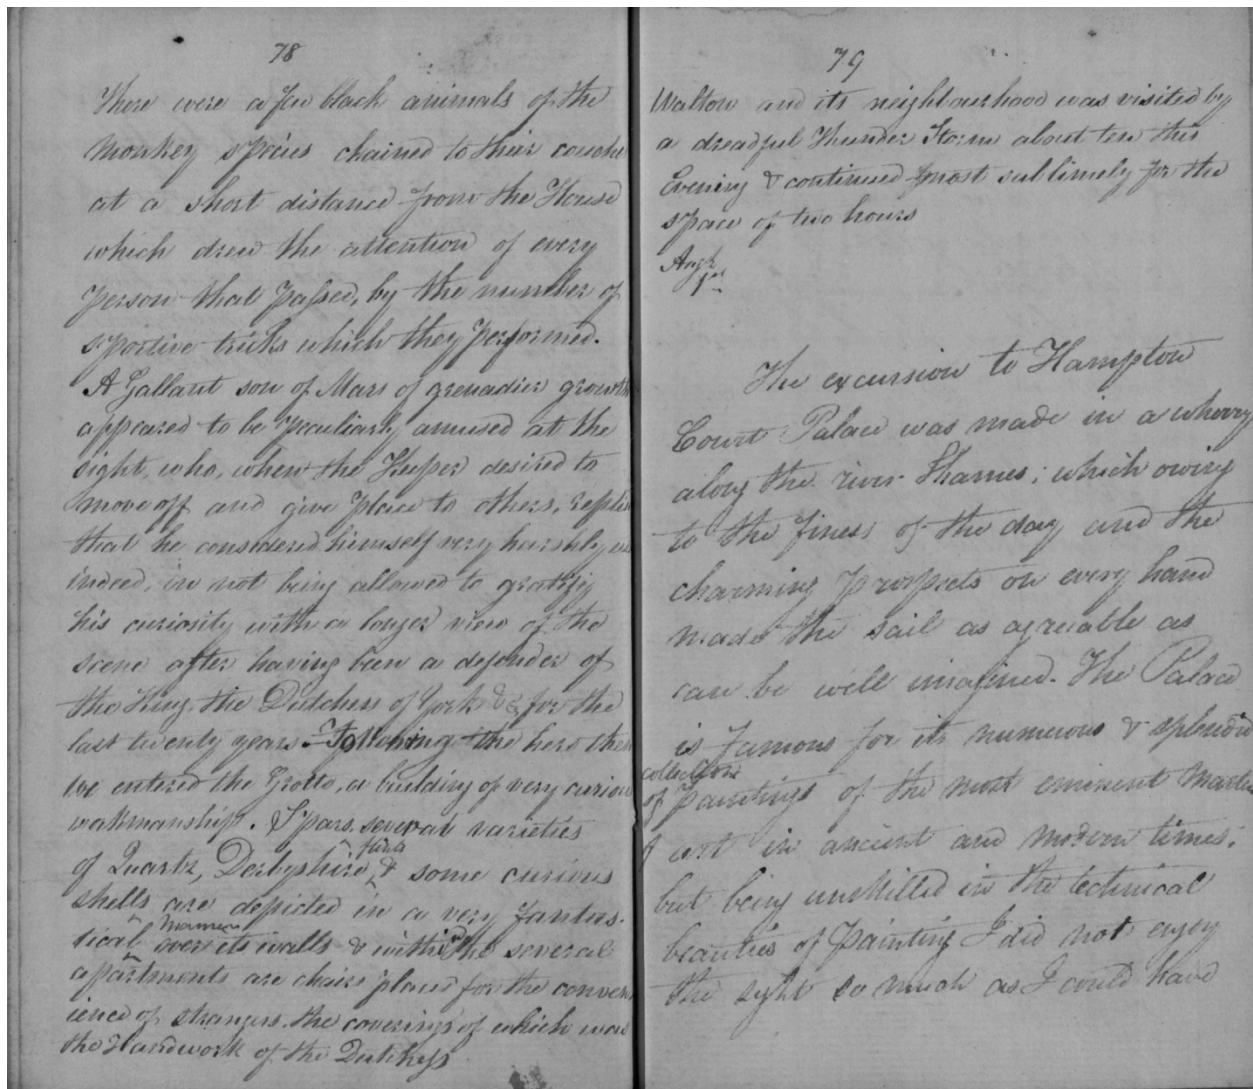 78
There were a few black animals of the
Monkey species chained to their couche
at a short distance from the House
which drew the attention of every
person that passed, by the number of
sportive tricks which they performed.
A Gallant son of Mars of grenadier growth
appeared to be peculiarly amused at the
sight, who, when the Keeper desired to
move off and give place to others, replied
that he considered himself very harshly us
indeed, in not being allowed to gratify
his curiosity with a longer view of the
scene after having been a defender of
the King, the Dutchess of York &c for the
last twenty years. Following the hero then
we entered the Grotto, a building of very curious
workmanship. Spars, several varieties
of Quartz, Derbyshire, & some curious
shells are depicted in a very fantas-
tical manner over its walls & within the several
apartments are chairs placed for the conven
ience of strangers, the coverings of which was
the Handwork of the Dutchess
79
Walton and its neighbourhood was visited by
a dreadful Thunder Storm about ten this
Evening & continued most sublimely for the
space of two hours
Augt 1st
The excursion to Hampton
Court Palace was made in a wherry
along the river Thames; which owing
to the finess of the day and the
charming prospects on every hand
made the sail as agreeable as
can be well imagined. The Palace
is famous for its numerous & splendid
collections
of paintings of the most eminent Masters
of art in ancient and modern times,
but being unskilled in the technical
beauties of painting I did not enjoy
the sight so much as I could have